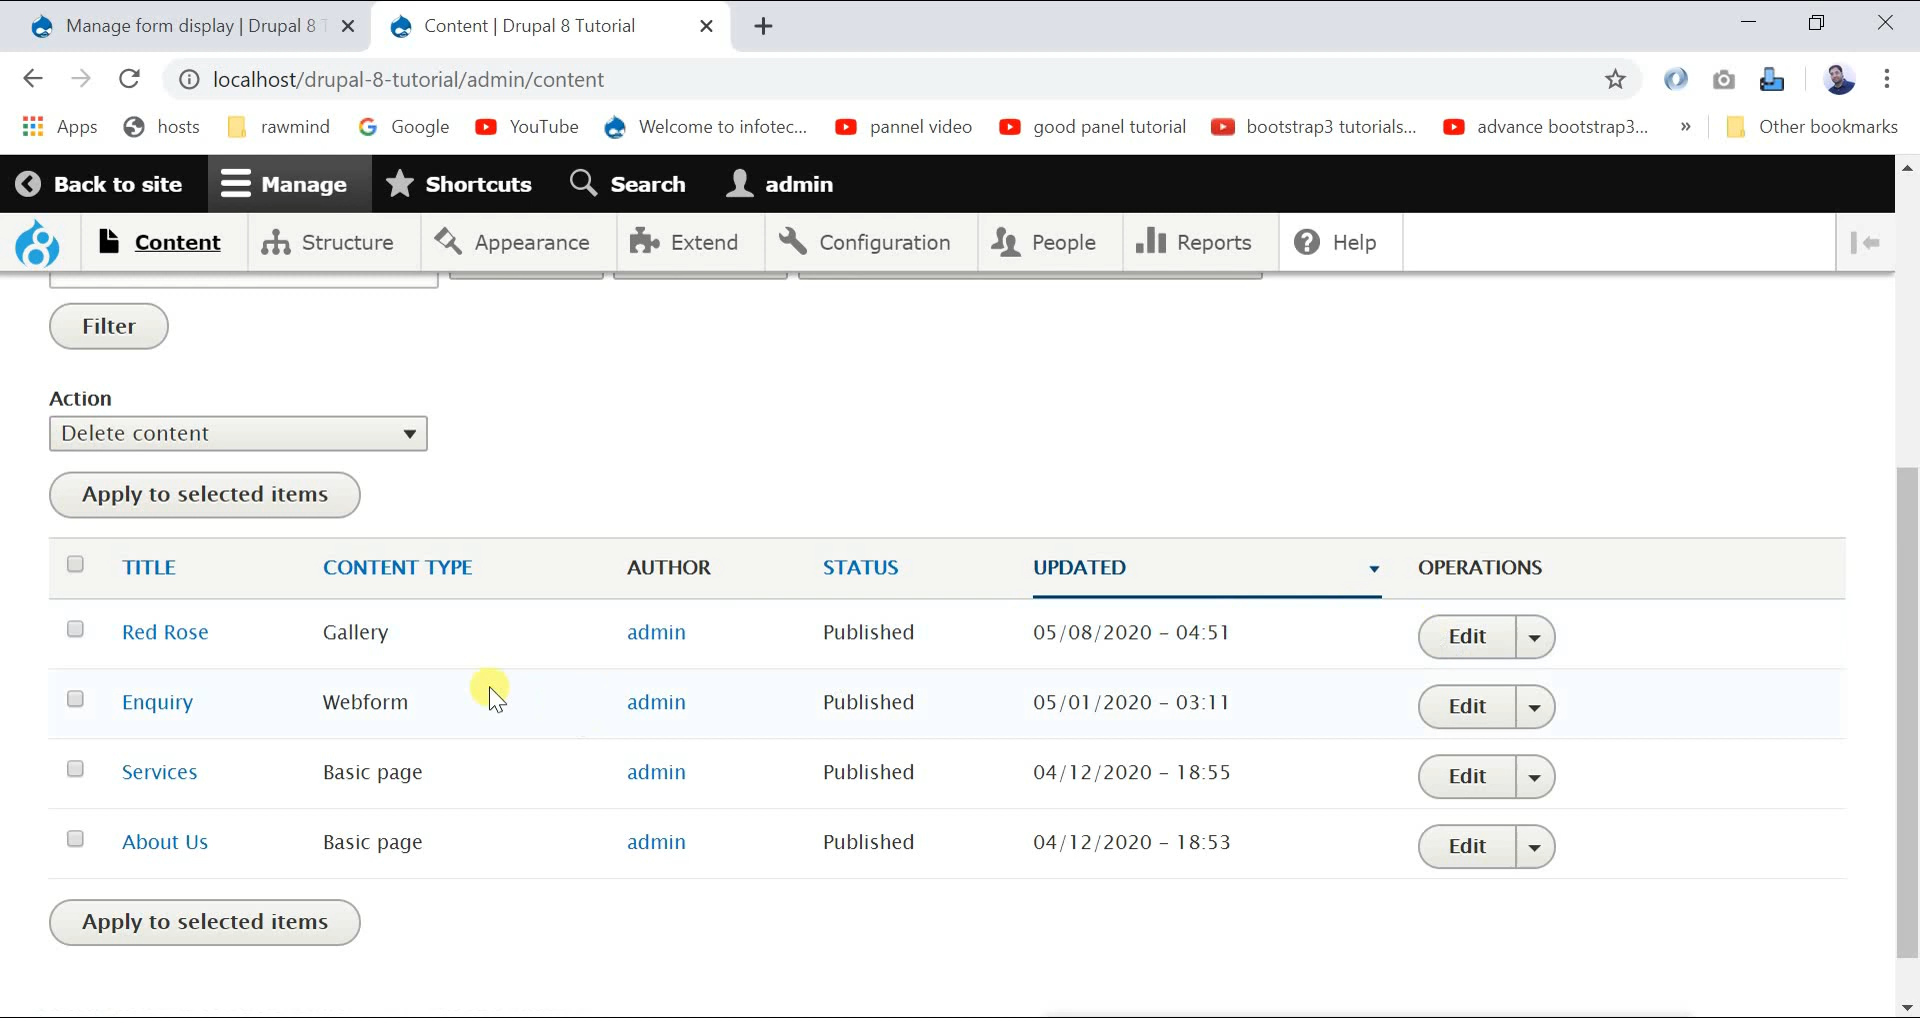 Manage form display | Drupal 8 T
Content | Drupal 8 Tutorial
localhost/drupal-8-tutorial/admin/content
Apps hosts rawmind Google YouTube Welcome to infotec... pannel video good panel tutorial bootstrap3 tutorials... advance bootstrap3... » Other bookmarks
Back to site Manage Shortcuts Search admin
Content Structure Appearance Extend Configuration People Reports Help
Filter
Action
Delete content
Apply to selected items
TITLE CONTENT TYPE AUTHOR STATUS UPDATED OPERATIONS
Red Rose Gallery admin Published 05/08/2020 - 04:51 Edit
Enquiry Webform admin Published 05/01/2020 - 03:11 Edit
Services Basic page admin Published 04/12/2020 - 18:55 Edit
About Us Basic page admin Published 04/12/2020 - 18:53 Edit
Apply to selected items